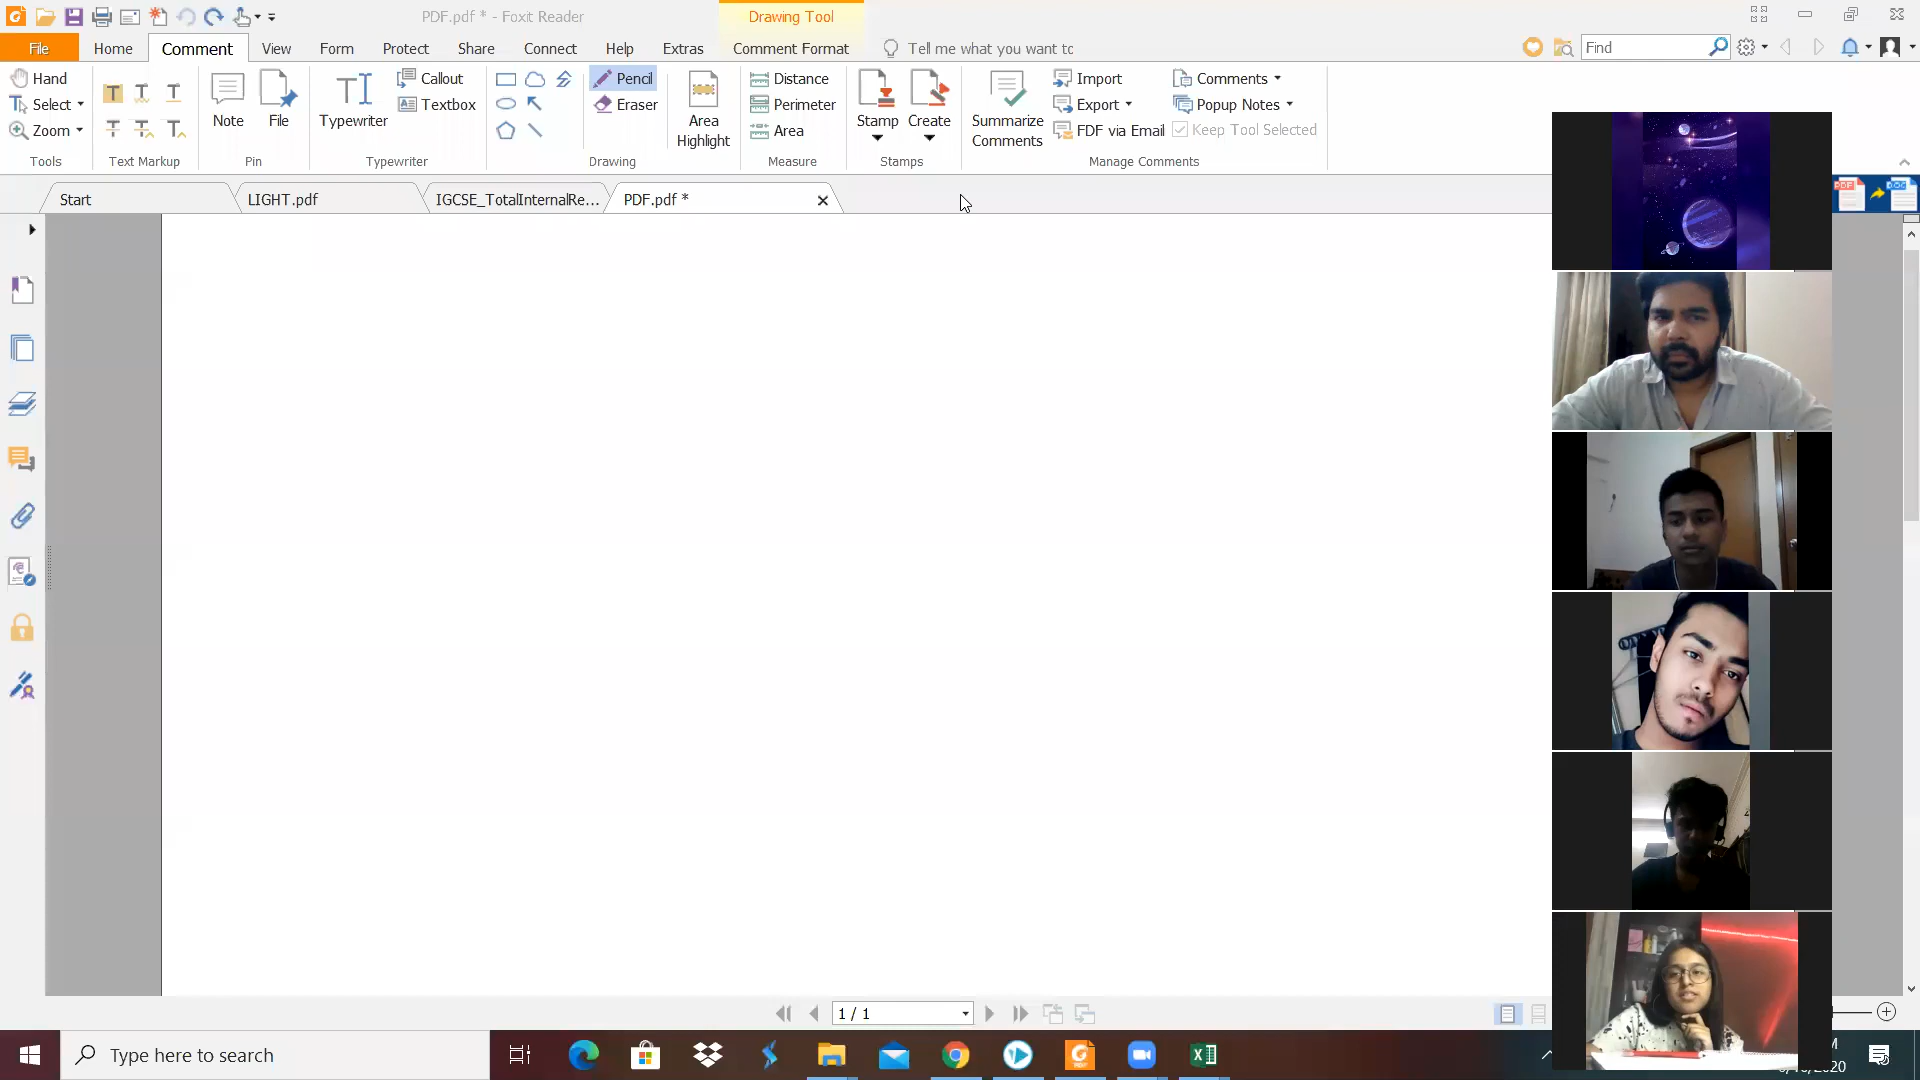 PDF.pdf * - Foxit Reader
Drawing Tool
File
Home
Comment
View
Form
Protect
Share
Connect
Help
Extras
Comment Format
Tell me what you want to
Find
Hand
Select
Zoom
Tools
Text Markup
Note
File
Pin
Typewriter
Callout
Textbox
Typewriter
Pencil
Eraser
Drawing
Area
Highlight
Distance
Perimeter
Area
Measure
Stamp
Create
Stamps
Summarize
Comments
Import
Export
FDF via Email
Comments
Popup Notes
Keep Tool Selected
Manage Comments
Start
LIGHT.pdf
IGCSE_TotalInternalRe...
PDF.pdf *
PDF
DOC
1 / 1
Type here to search